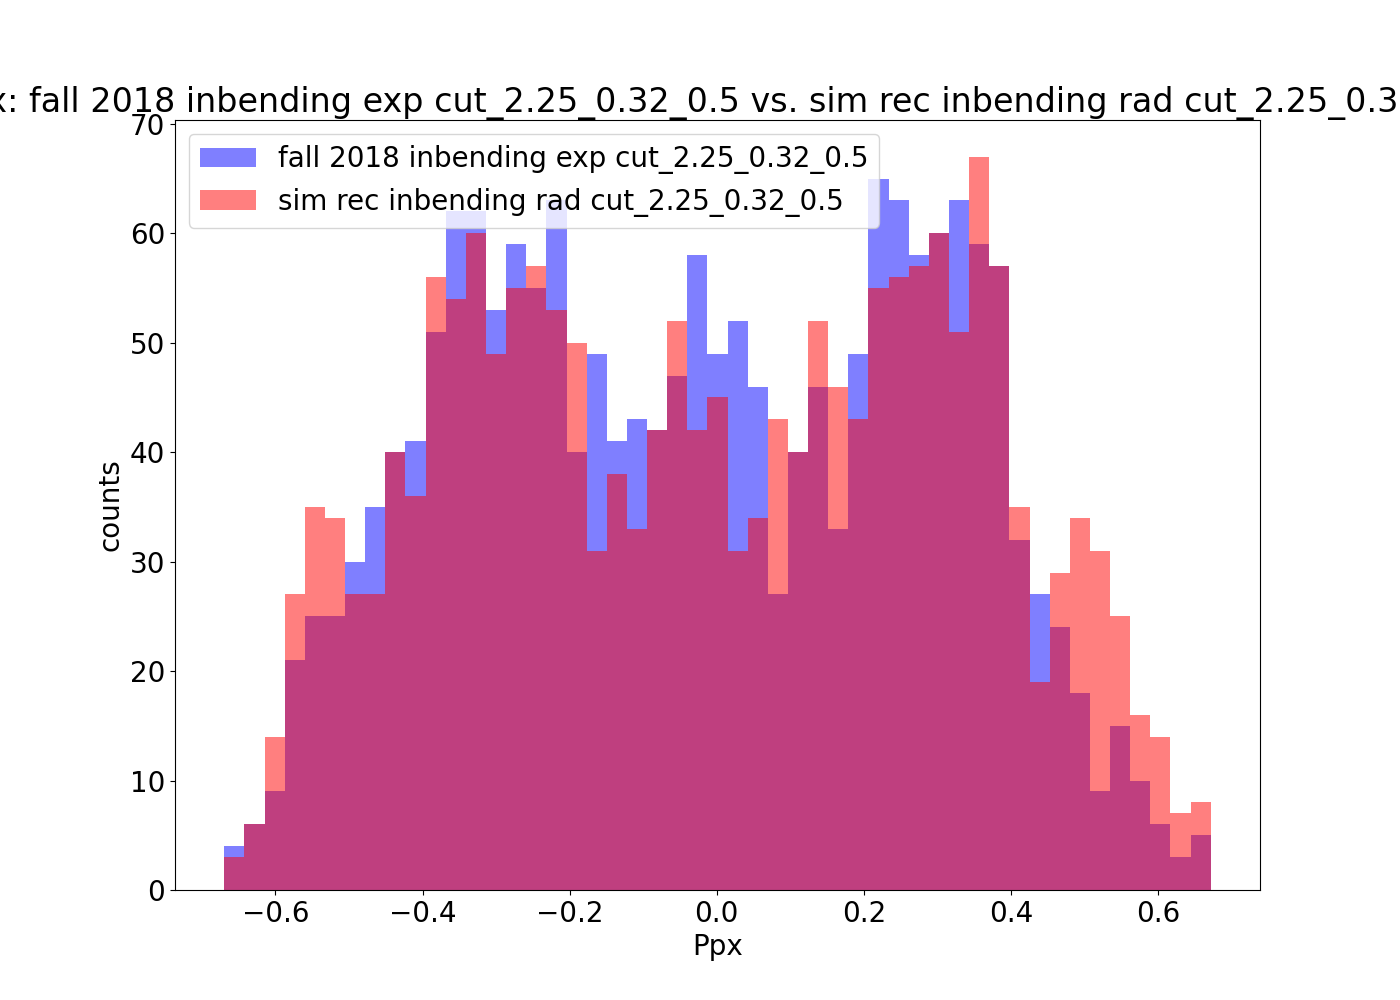 x: fall 2018 inbending exp cut_2.25_0.32_0.5 vs. sim rec inbending rad cut_2.25_0.3
fall 2018 inbending exp cut_2.25_0.32_0.5
sim rec inbending rad cut_2.25_0.32_0.5
70
60
50
40
30
20
10
0
counts
−0.6 −0.4 −0.2 0.0 0.2 0.4 0.6
Ppx